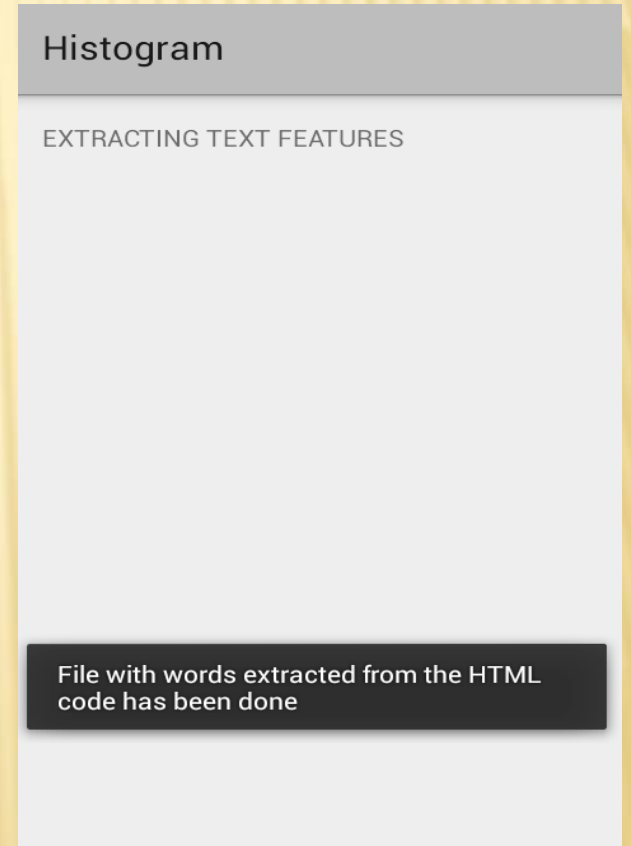 Histogram
EXTRACTING TEXT FEATURES
File with words extracted from the HTML
code has been done